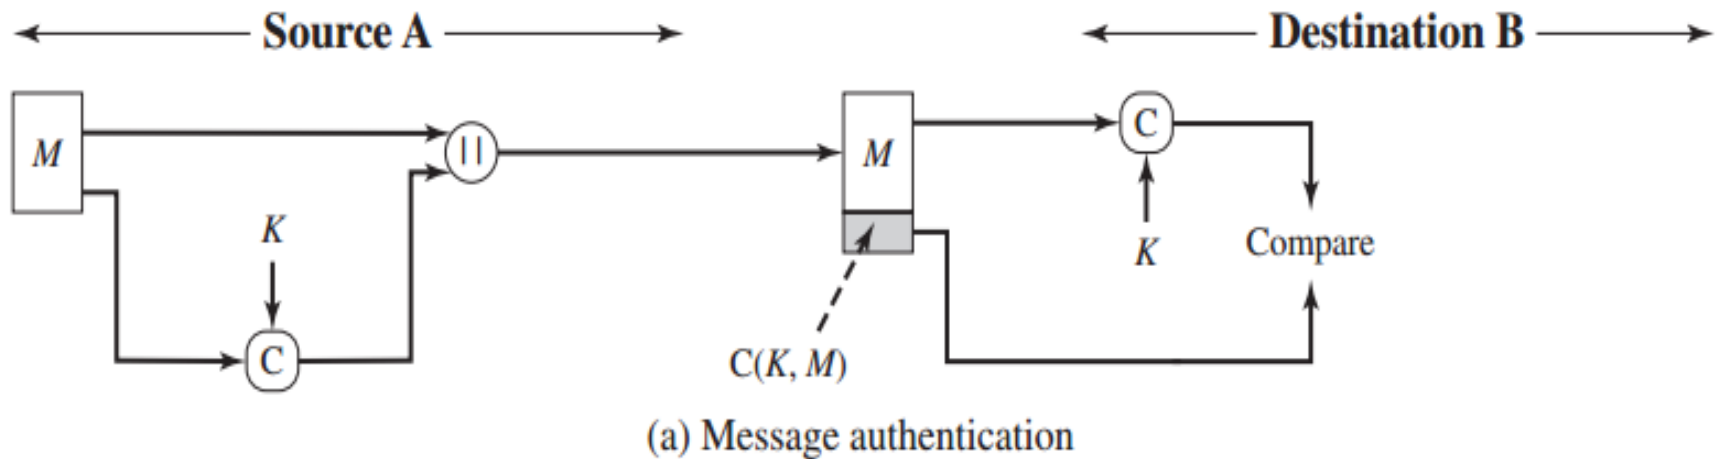 Source A
Destination B
M
||
M
C
K
K
Compare
C
C(K, M)
(a) Message authentication